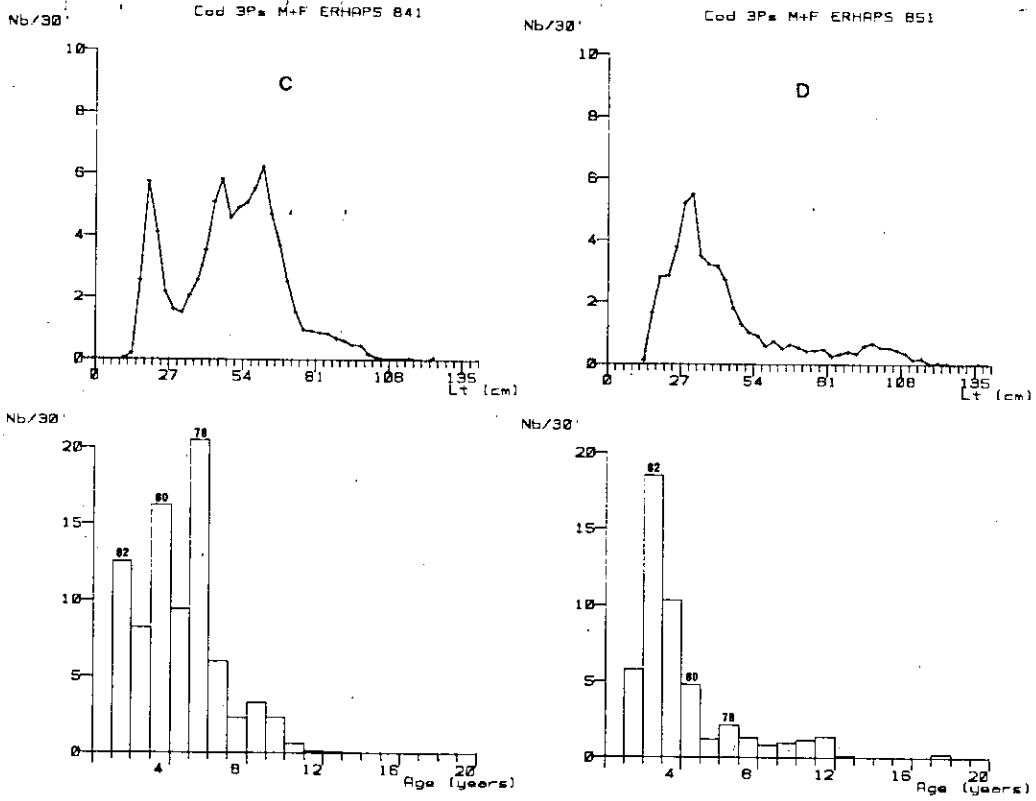 Cod 3Ps M+F ERHAPS 841
Nb/30'
10
C
8
6
4
2
0
0 27 54 81 108 135
Lt (cm)
Cod 3Ps M+F ERHAPS 851
Nb/30'
10
D
8
6
4
2
0
0 27 54 81 108 135
Lt (cm)
Nb/30'
20
78
80
15
82
10
5
0
4 8 12 16 20
Age (years)
Nb/30'
20
82
15
10
5
80
78
0
4 8 12 16 20
Age (years)